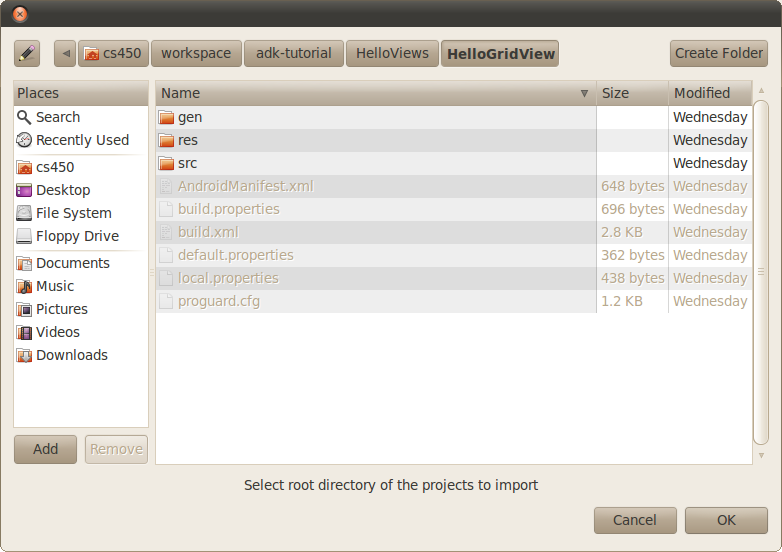 cs450 workspace adk-tutorial HelloViews HelloGridView Create Folder
Places Name Size Modified
Search
Recently Used
cs450
Desktop
File System
Floppy Drive
Documents
Music
Pictures
Videos
Downloads
gen Wednesday
res Wednesday
src Wednesday
AndroidManifest.xml 648 bytes Wednesday
build.properties 696 bytes Wednesday
build.xml 2.8 KB Wednesday
default.properties 362 bytes Wednesday
local.properties 438 bytes Wednesday
proguard.cfg 1.2 KB Wednesday
Add Remove
Select root directory of the projects to import
Cancel OK